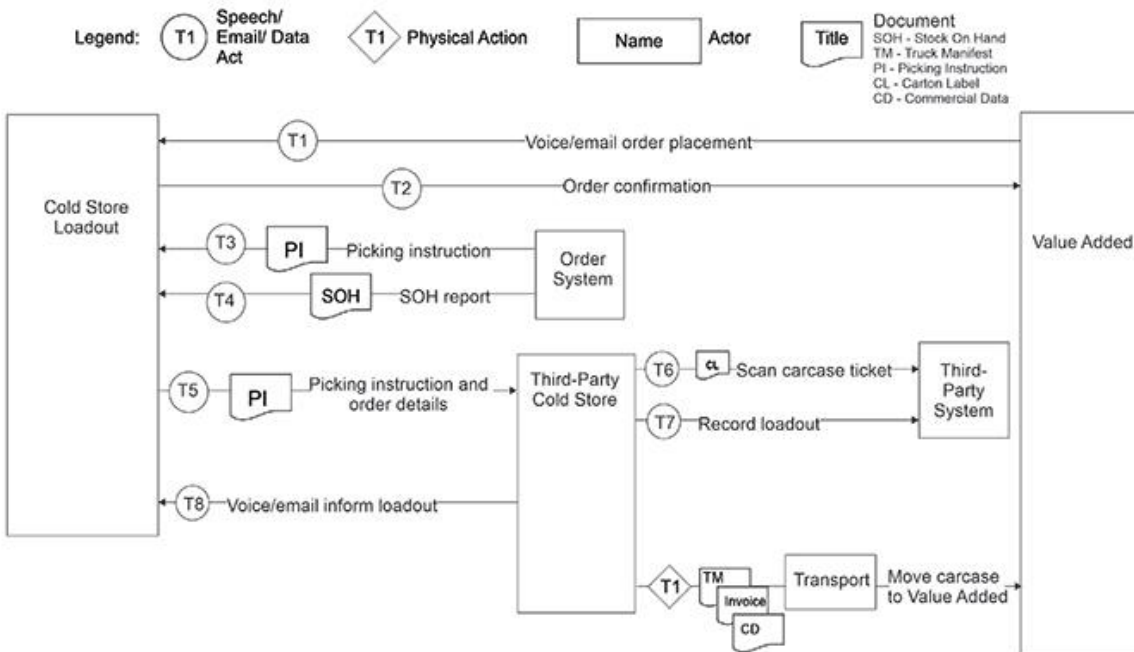 Legend:
T1
Speech/
Email/ Data
Act
T1
Physical Action
Name
Actor
Title
Document
SOH - Stock On Hand
TM - Truck Manifest
PI - Picking Instruction
CL - Carton Label
CD - Commercial Data
Cold Store
Loadout
Value Added
T1
Voice/email order placement
T2
Order confirmation
T3
PI
Picking instruction
Order
System
T4
SOH
SOH report
T5
PI
Picking instruction and
order details
Third-Party
Cold Store
T6
CL
Scan carcase ticket
Third-
Party
System
T7
Record loadout
T8
Voice/email inform loadout
T1
TM
Invoice
CD
Transport
Move carcase
to Value Added